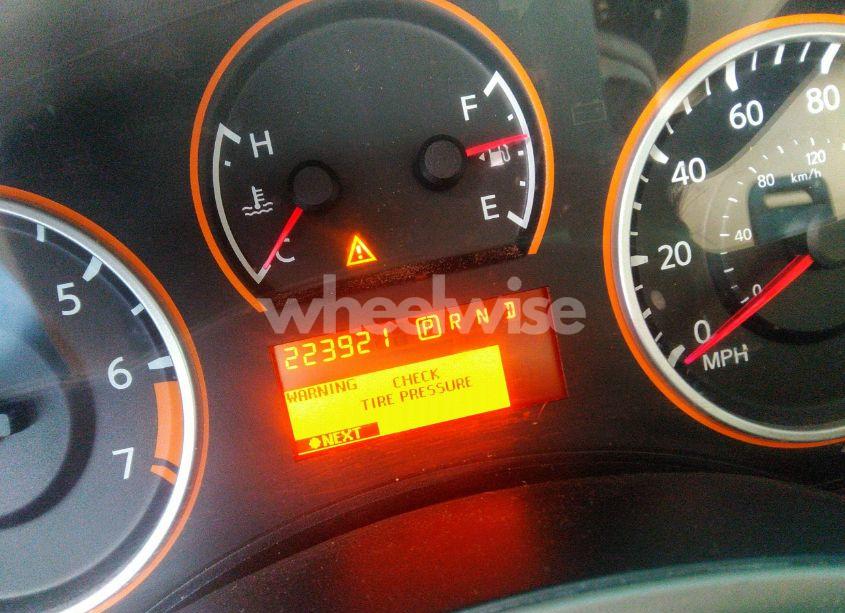 H
C
F
E
5
6
7
0
20
40
60
80
0
40
80
120
km/h
MPH
wheelwise
223921 P R N D
WARNING CHECK
TIRE PRESSURE
NEXT